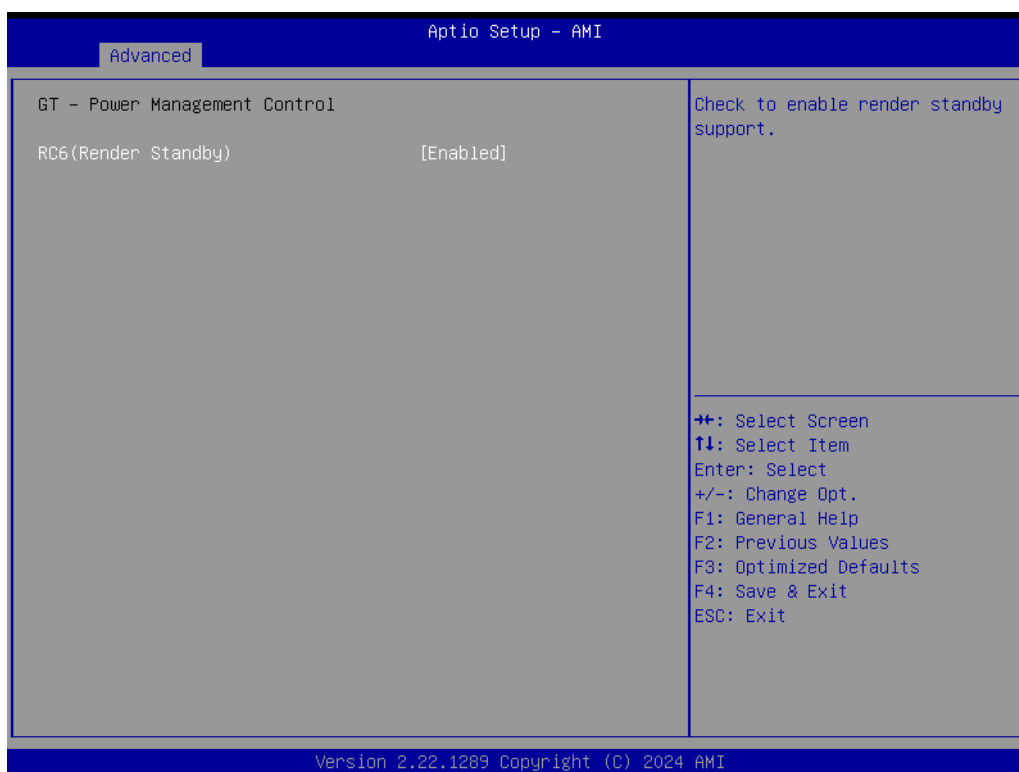 Aptio Setup – AMI
Advanced
GT – Power Management Control
RC6(Render Standby) [Enabled]
Check to enable render standby
support.
→←: Select Screen
↑↓: Select Item
Enter: Select
+/-: Change Opt.
F1: General Help
F2: Previous Values
F3: Optimized Defaults
F4: Save & Exit
ESC: Exit
Version 2.22.1289 Copyright (C) 2024 AMI